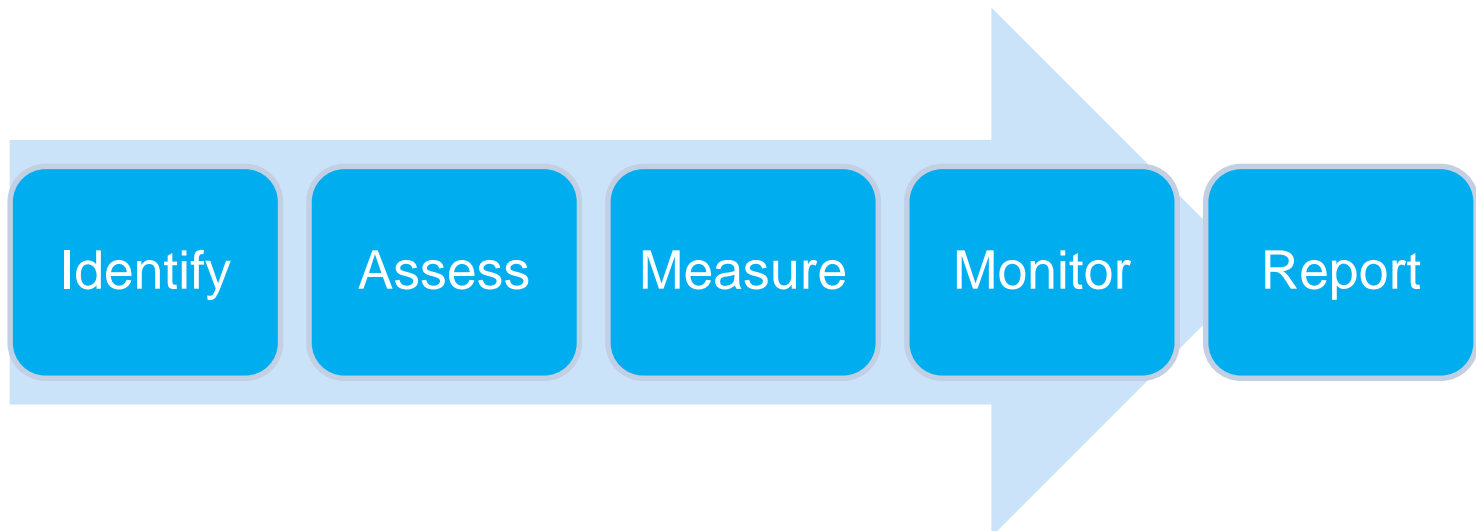 Identify
Assess
Measure
Monitor
Report